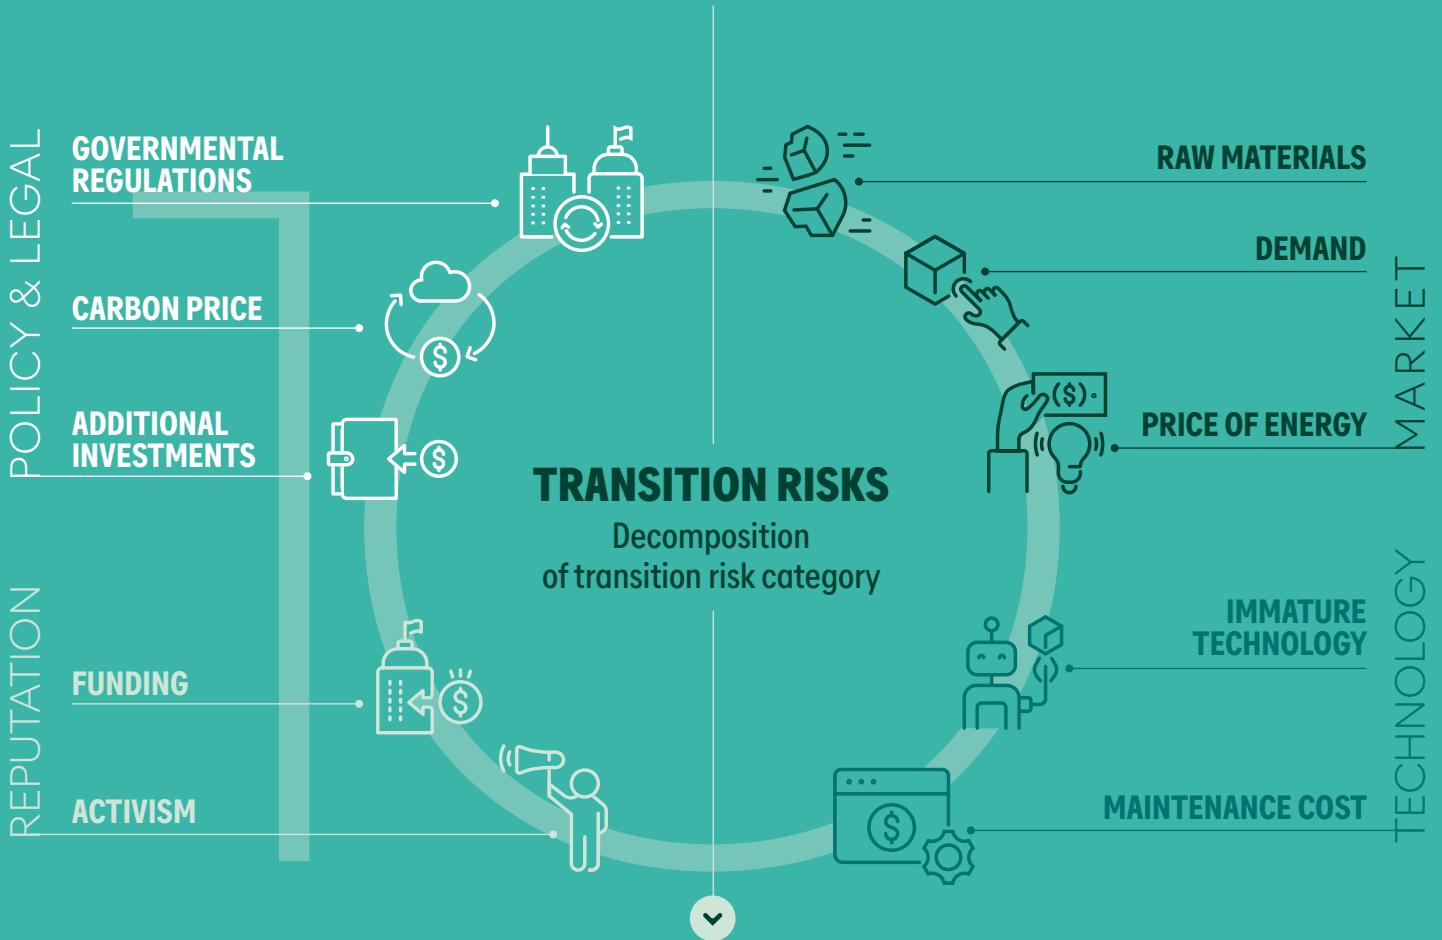 POLICY & LEGAL
GOVERNMENTAL
REGULATIONS
CARBON PRICE
ADDITIONAL
INVESTMENTS
REPUTATION
FUNDING
ACTIVISM
TRANSITION RISKS
Decomposition
of transition risk category
MARKET
RAW MATERIALS
DEMAND
PRICE OF ENERGY
TECHNOLOGY
IMMATURE
TECHNOLOGY
MAINTENANCE COST
$
$
$
$
$